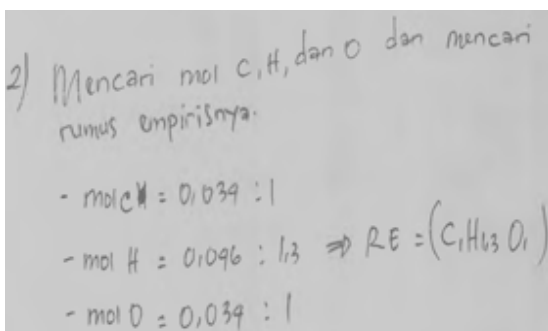 2) Mencari mol C, H, dan O dan mencari
rumus empirisnya.
- mol C = 0,039 : 1
- mol H = 0,046 : 1,3 ⇒ RE = (C₁H₁,₃O₁)
- mol O = 0,039 : 1